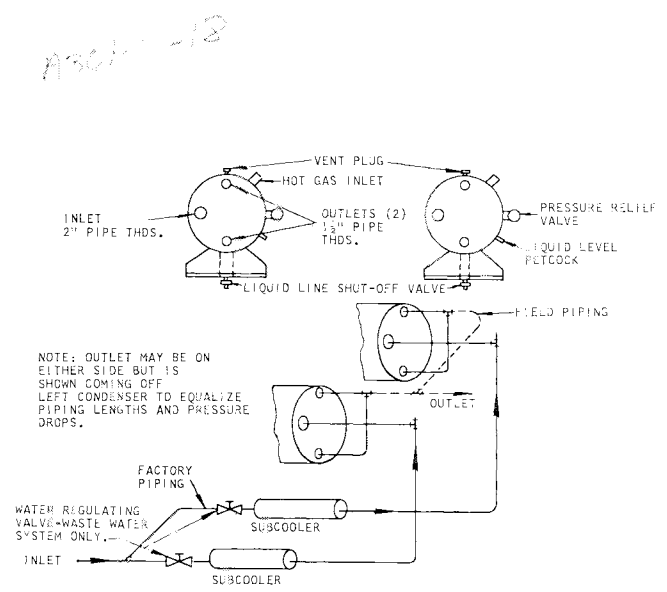 VENT PLUG
HOT GAS INLET
INLET
2" PIPE THDS.
OUTLETS (2)
1½" PIPE
THDS.
PRESSURE RELIEF
VALVE
LIQUID LEVEL
PETCOCK
LIQUID LINE SHUT-OFF VALVE
FIELD PIPING
NOTE: OUTLET MAY BE ON
EITHER SIDE BUT IS
SHOWN COMING OFF
LEFT CONDENSER TO EQUALIZE
PIPING LENGTHS AND PRESSURE
DROPS.
OUTLET
FACTORY
PIPING
WATER REGULATING
VALVE-WASTE WATER
SYSTEM ONLY.
SUBCOOLER
INLET
SUBCOOLER